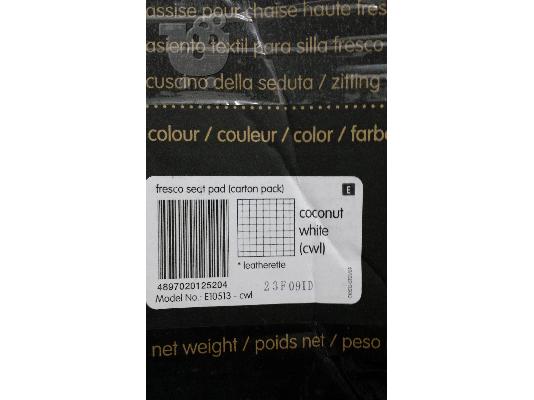 assise pour chaise haute fres
asiento textil para silla fresco
cuscino della seduta / zitting
colour / couleur / color / farbe
fresco seat pad (carton pack)
E
coconut
white
(cwl)
* leatherette
4897020125204
23F09ID
Model No.: E10513 - cwl
net weight / poids net / peso